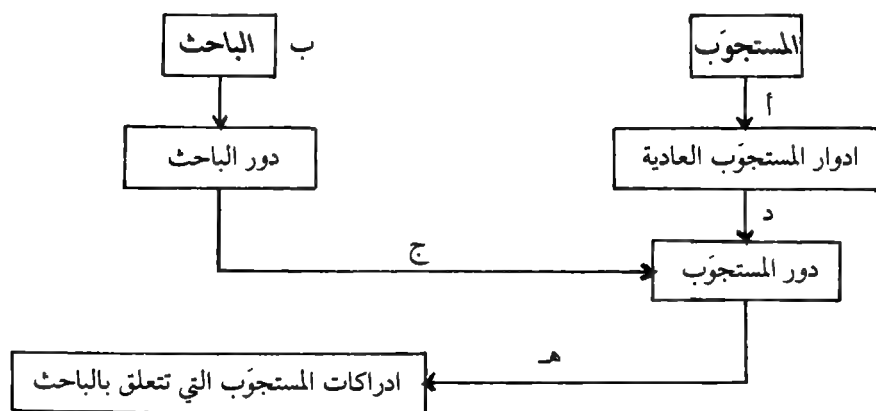 المستجوَب
ب
الباحث
أ
ادوار المستجوَب العادية
دور الباحث
د
دور المستجوَب
ج
هـ
ادراكات المستجوَب التي تتعلق بالباحث